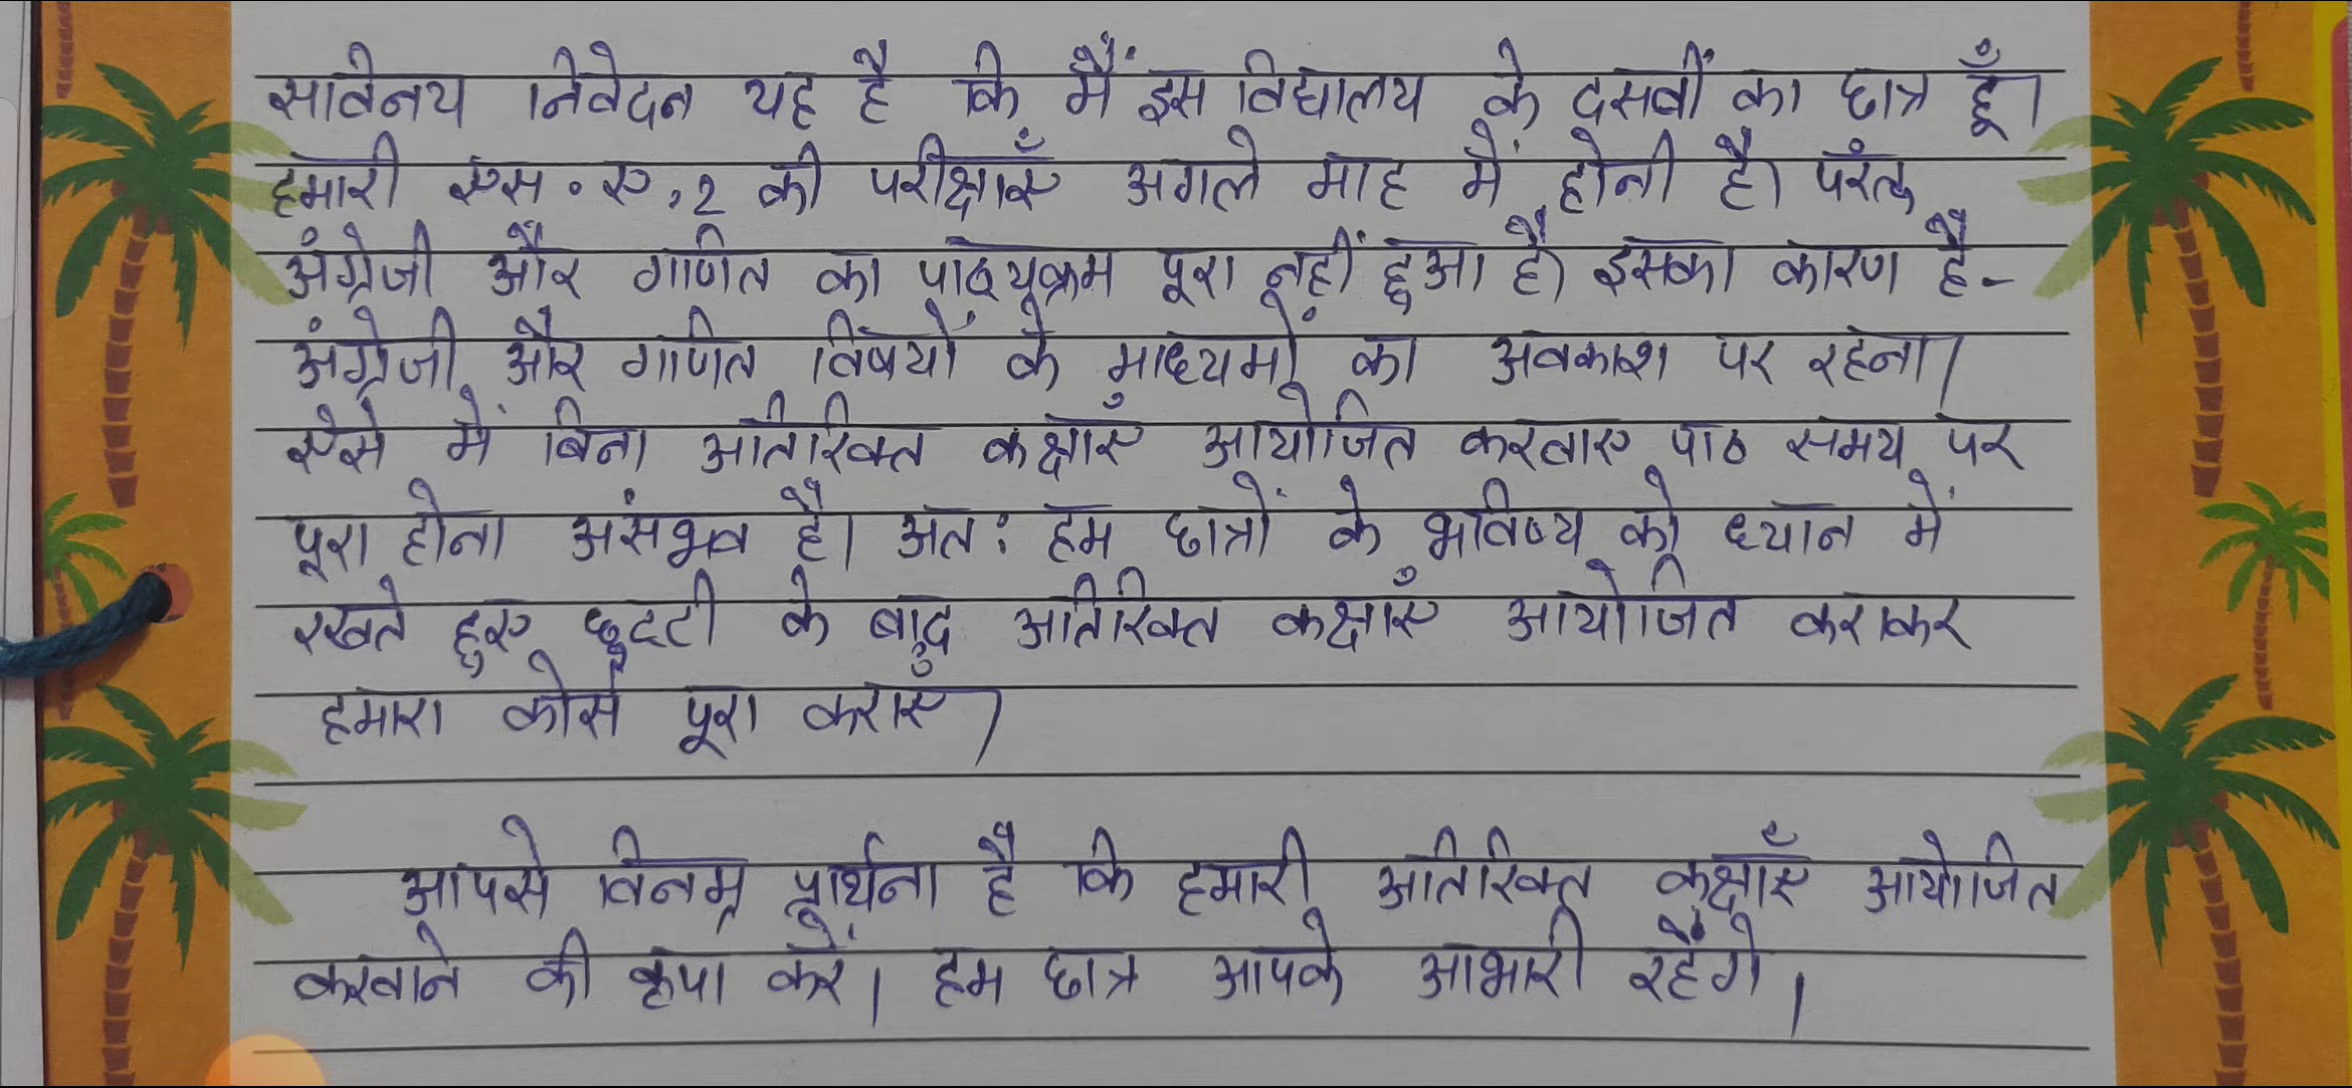 सविनय निवेदन यह है कि मैं इस विद्यालय के दसवीं का छात्र हूँ।
हमारी एस॰ए॰2 की परीक्षाएँ अगले माह में होनी है। परंतु
अंग्रेजी और गणित का पाठ्यक्रम पूरा नहीं हुआ है। इसका कारण है-
अंग्रेजी और गणित विषयों के माध्यमों का अवकाश पर रहना।
ऐसे में बिना अतिरिक्त कक्षाएँ आयोजित करवाए पाठ समय पर
पूरा होना असंभव है। अतः हम छात्रों के भविष्य को ध्यान में
रखते हुए छुट्टी के बाद अतिरिक्त कक्षाएँ आयोजित कराकर
हमारा कोर्स पूरा कराएँ।
आपसे विनम्र प्रार्थना है कि हमारी अतिरिक्त कक्षाएँ आयोजित
करवाने की कृपा करें। हम छात्र आपके आभारी रहेंगे।